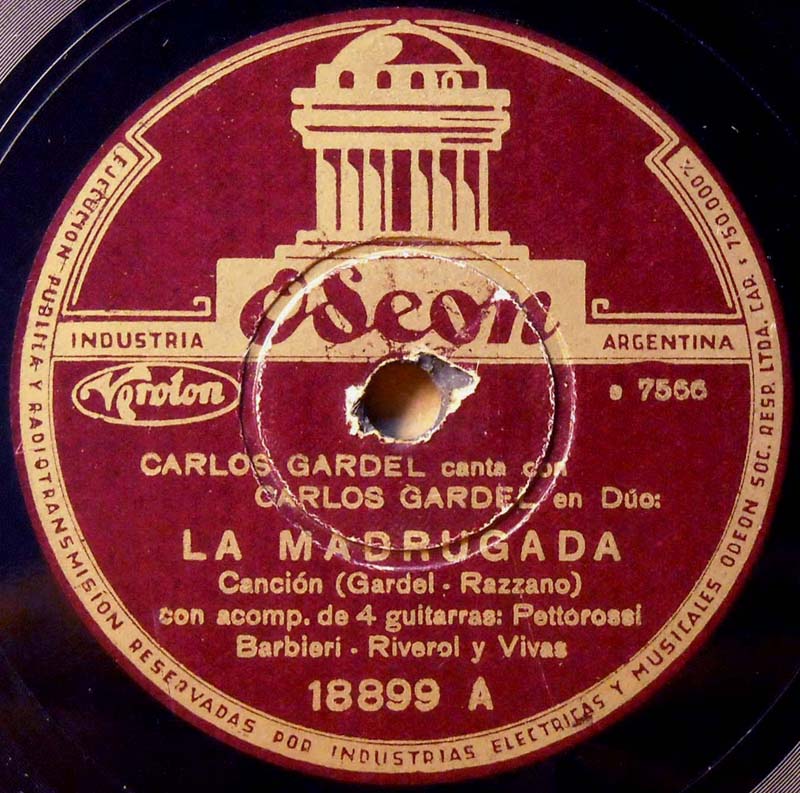 Odeon
INDUSTRIA ARGENTINA
Veroton
e 7566
CARLOS GARDEL canta con
CARLOS GARDEL en Dúo:
LA MADRUGADA
Canción (Gardel - Razzano)
con acomp. de 4 guitarras: Pettorossi
Barbieri - Riverol y Vivas
18899 A
EJECUCION PUBLICA Y RADIOTRANSMISION RESERVADAS POR INDUSTRIAS ELECTRICAS Y MUSICALES ODEON SOC. RESP. LTDA. CAP. $ 750.000 %